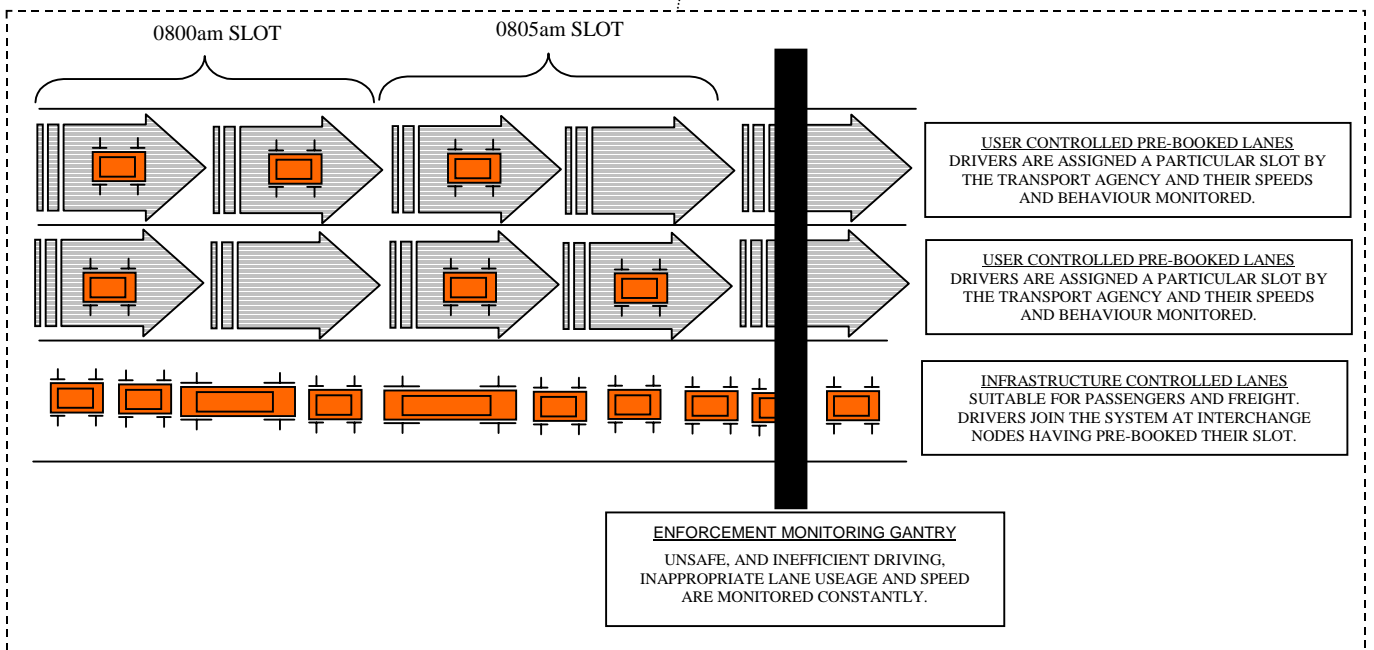 0800am SLOT
0805am SLOT
USER CONTROLLED PRE-BOOKED LANES
DRIVERS ARE ASSIGNED A PARTICULAR SLOT BY
THE TRANSPORT AGENCY AND THEIR SPEEDS
AND BEHAVIOUR MONITORED.
USER CONTROLLED PRE-BOOKED LANES
DRIVERS ARE ASSIGNED A PARTICULAR SLOT BY
THE TRANSPORT AGENCY AND THEIR SPEEDS
AND BEHAVIOUR MONITORED.
INFRASTRUCTURE CONTROLLED LANES
SUITABLE FOR PASSENGERS AND FREIGHT.
DRIVERS JOIN THE SYSTEM AT INTERCHANGE
NODES HAVING PRE-BOOKED THEIR SLOT.
ENFORCEMENT MONITORING GANTRY
UNSAFE, AND INEFFICIENT DRIVING,
INAPPROPRIATE LANE USEAGE AND SPEED
ARE MONITORED CONSTANTLY.